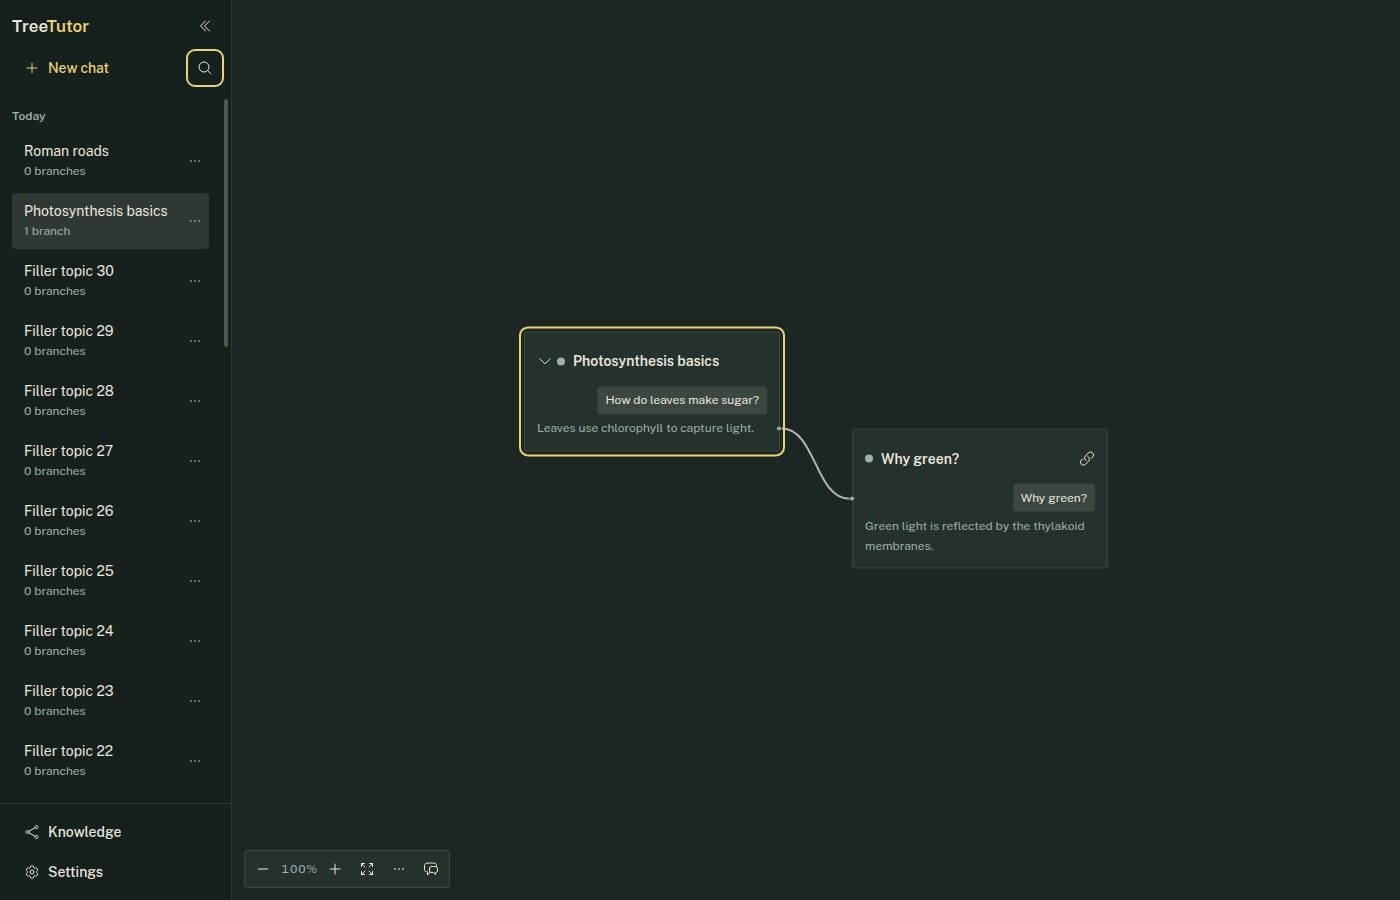 TreeTutor
New chat
Today
Roman roads
0 branches
Photosynthesis basics
1 branch
Filler topic 30
0 branches
Filler topic 29
0 branches
Filler topic 28
0 branches
Filler topic 27
0 branches
Filler topic 26
0 branches
Filler topic 25
0 branches
Filler topic 24
0 branches
Filler topic 23
0 branches
Filler topic 22
0 branches
Knowledge
Settings
Photosynthesis basics
How do leaves make sugar?
Leaves use chlorophyll to capture light.
Why green?
Why green?
Green light is reflected by the thylakoid
membranes.
100%